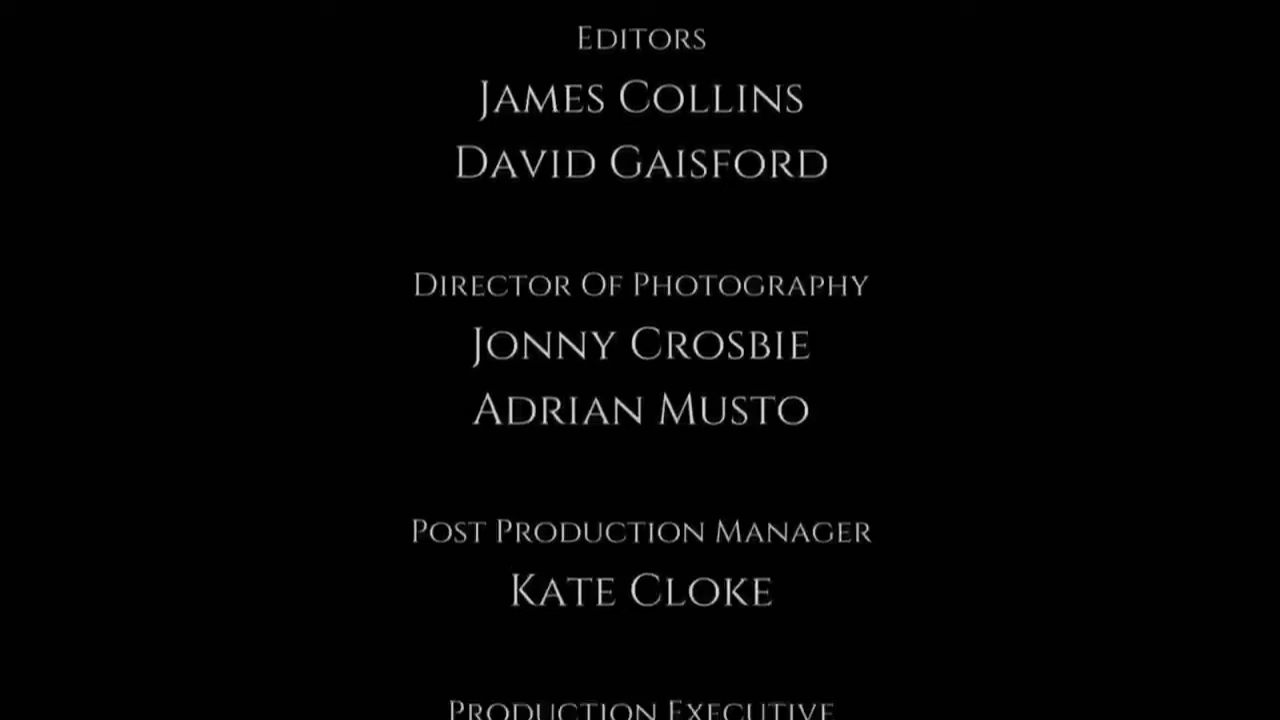 Editors
James Collins
David Gaisford
Director Of Photography
Jonny Crosbie
Adrian Musto
Post Production Manager
Kate Cloke
Production Executive